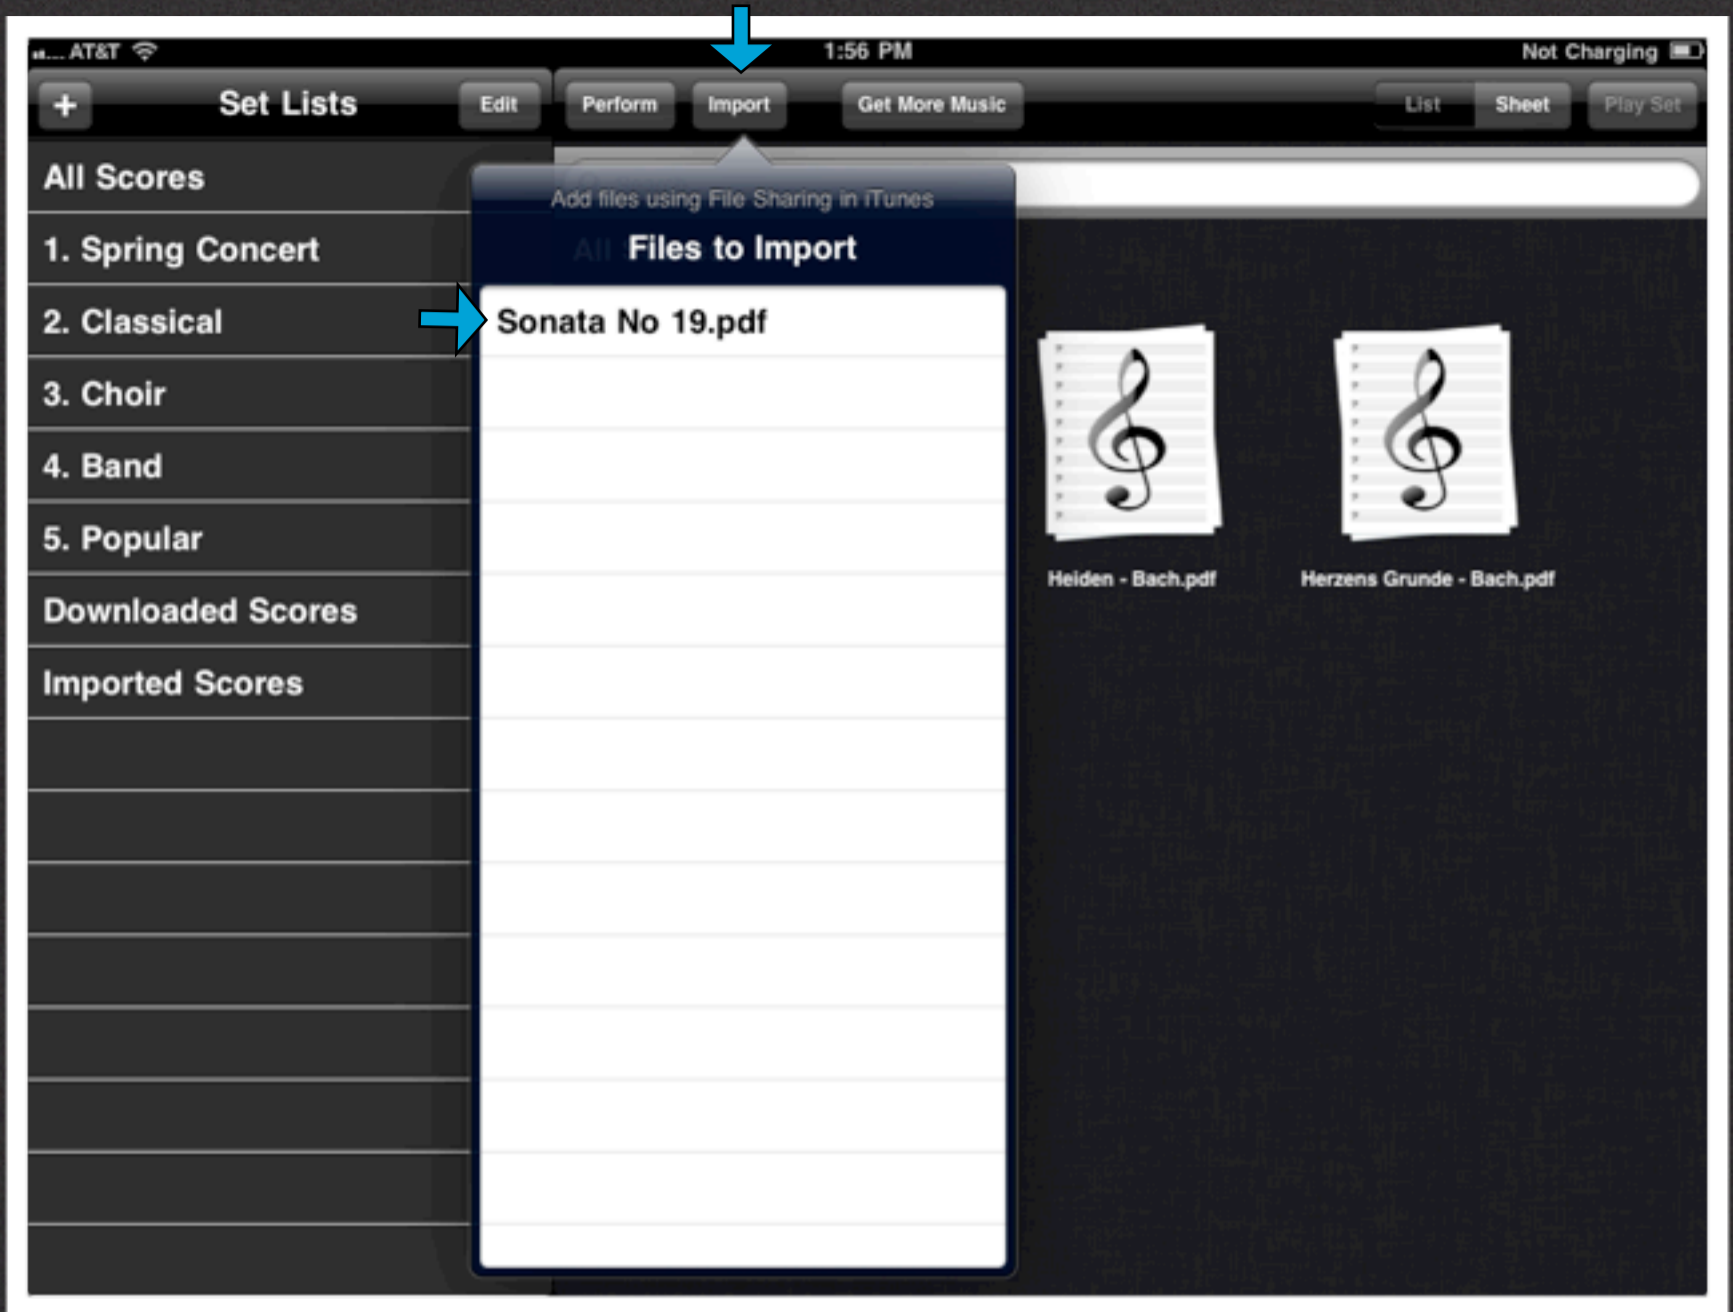 AT&T
1:56 PM
Not Charging
+
Set Lists
Edit
Perform
Import
Get More Music
List
Sheet
Play Set
All Scores
1. Spring Concert
2. Classical
3. Choir
4. Band
5. Popular
Downloaded Scores
Imported Scores
Add files using File Sharing in iTunes
Files to Import
Sonata No 19.pdf
Heiden - Bach.pdf
Herzens Grunde - Bach.pdf